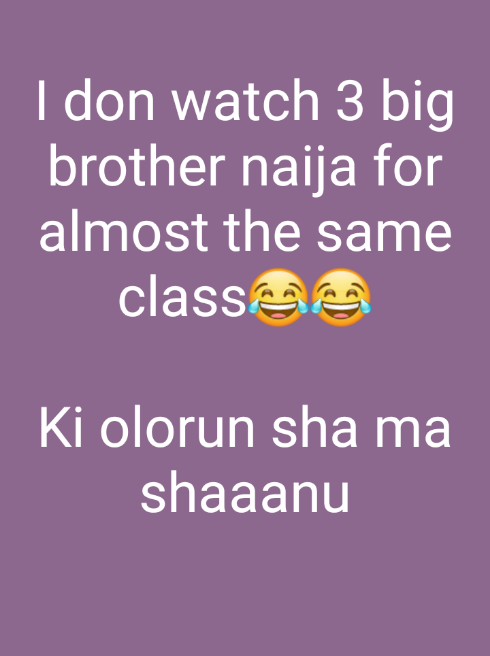 I don watch 3 big
brother naija for
almost the same
class😂😂
Ki olorun sha ma
shaaanu